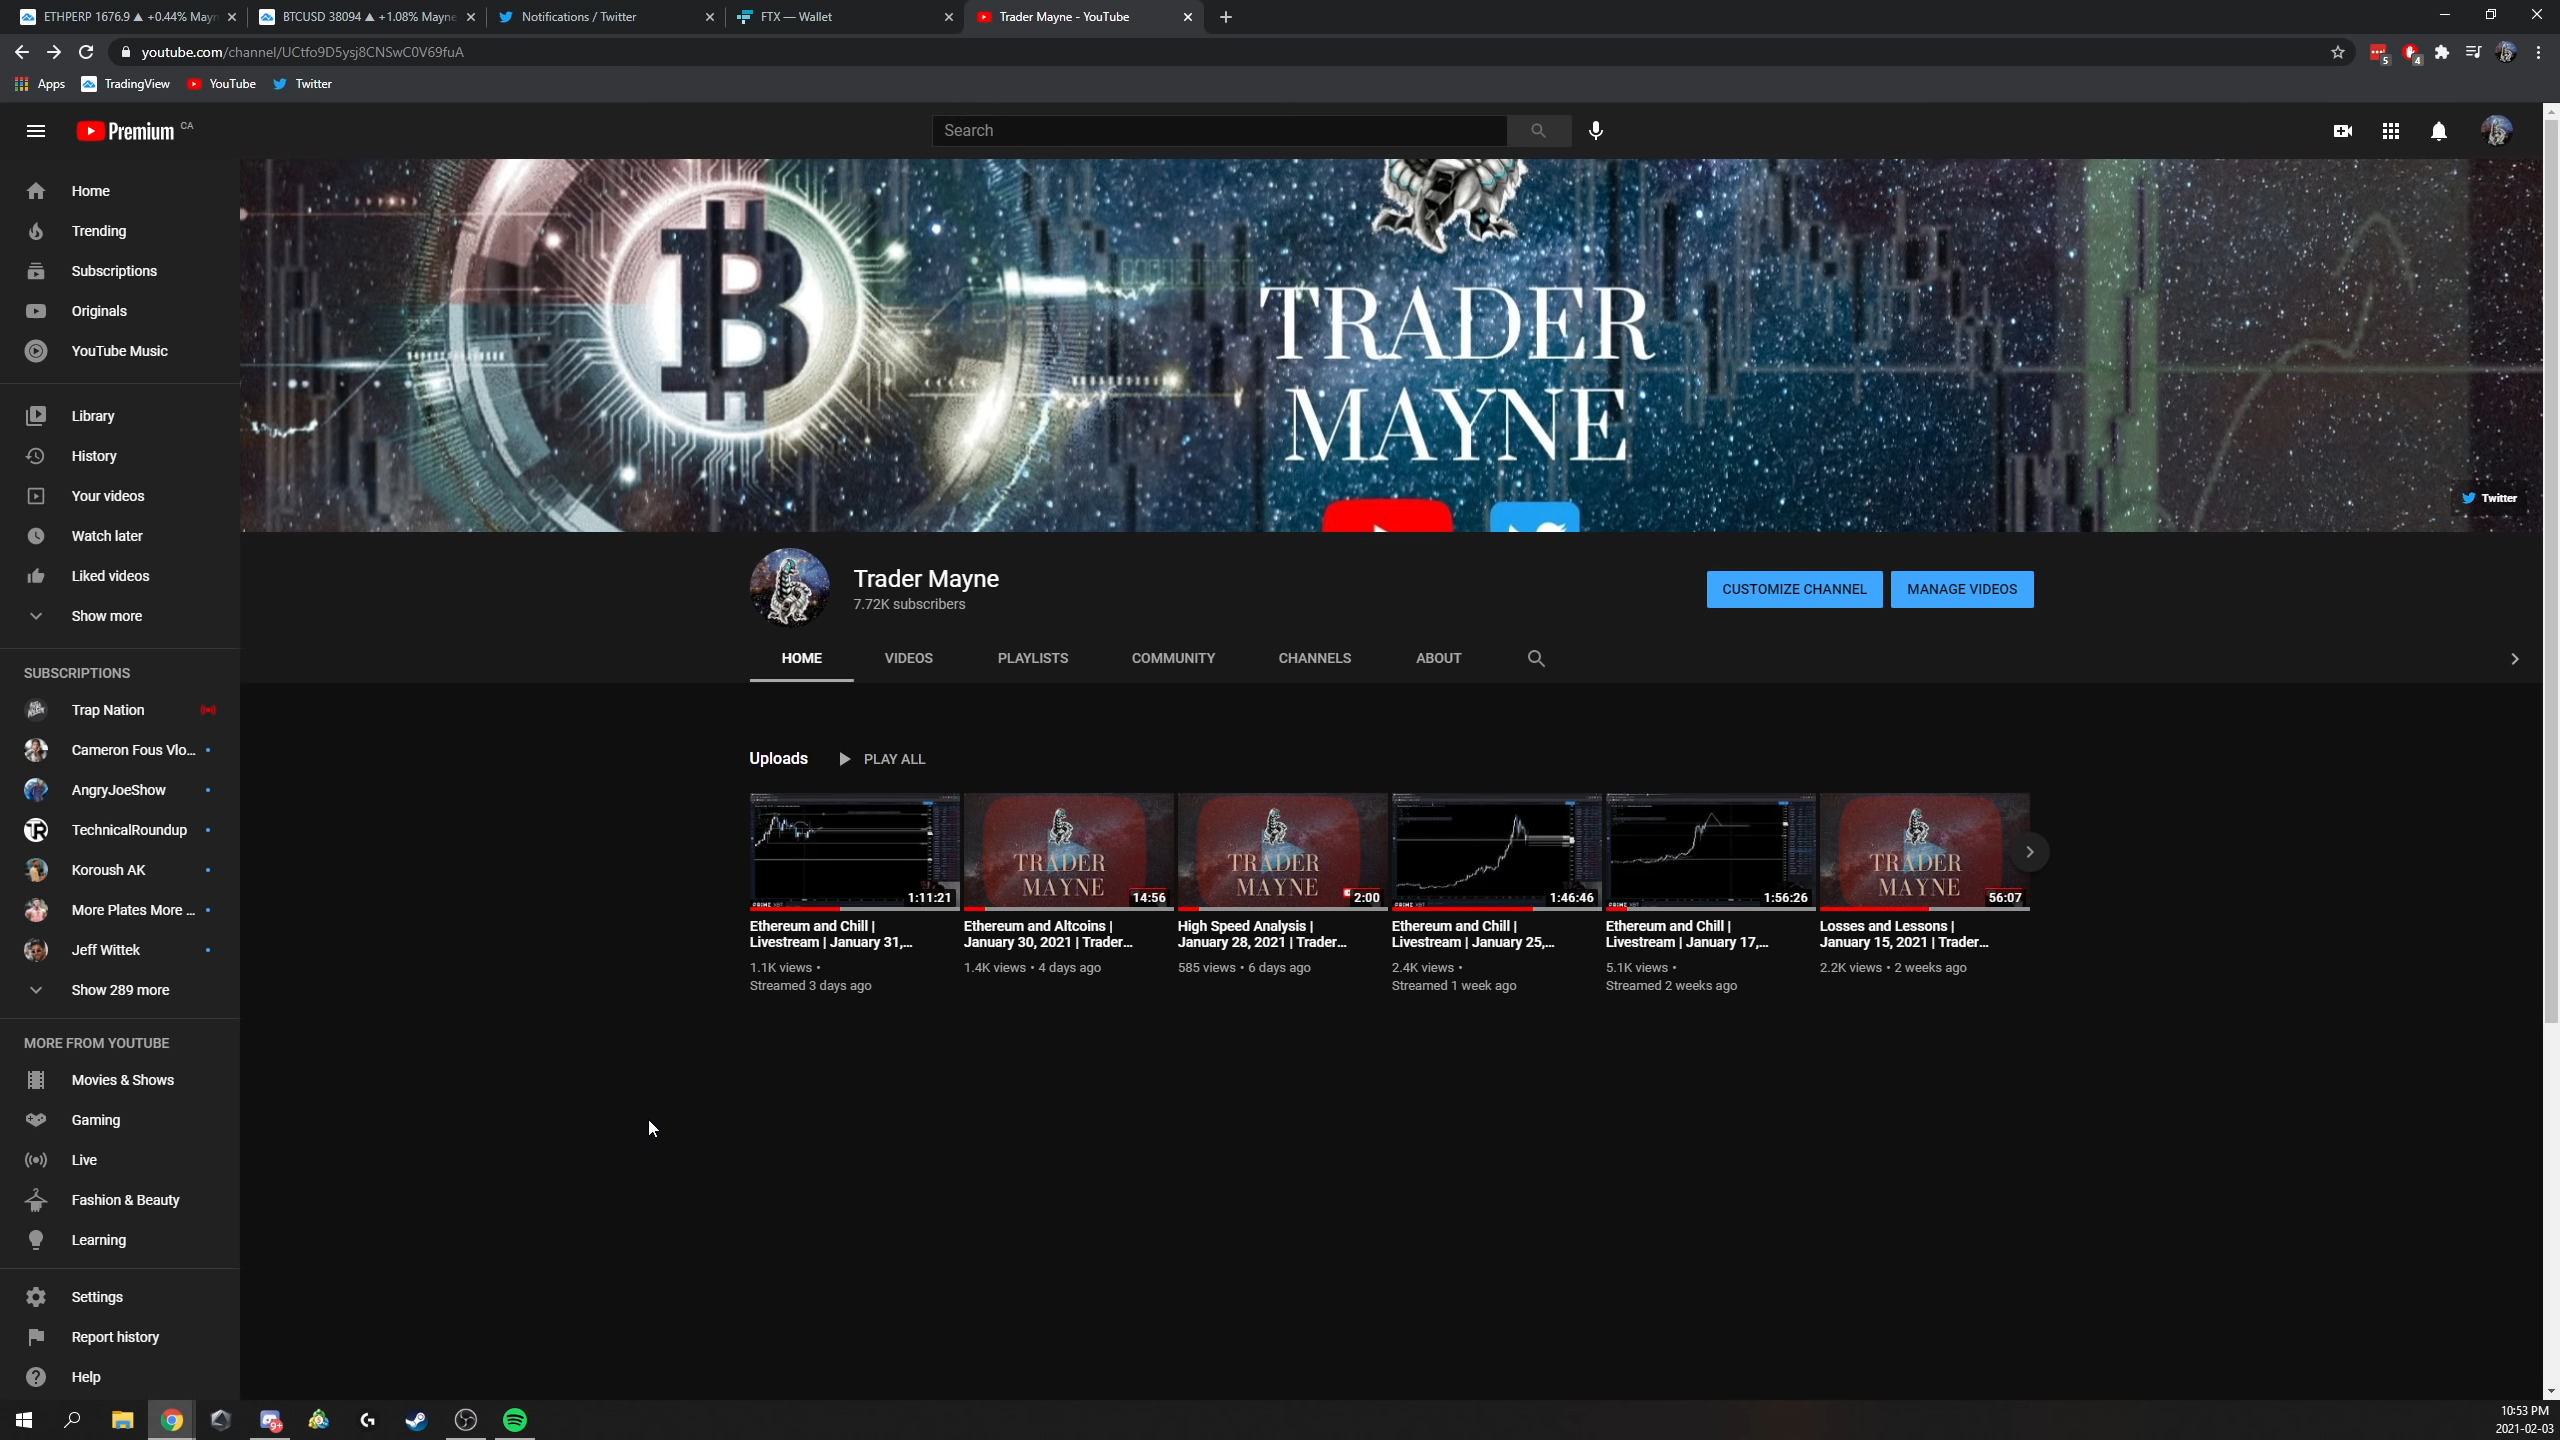 ETHPERP 1676.9 ▲ +0.44% Mayn
BTCUSD 38094 ▲ +1.08% Mayne
Notifications / Twitter
FTX — Wallet
Trader Mayne - YouTube
youtube.com/channel/UCtfo9D5ysj8CNSwC0V69fuA
5
4
Apps
TradingView
YouTube
Twitter
Premium CA
Search
Home
Trending
Subscriptions
Originals
YouTube Music
Library
History
Your videos
Watch later
Liked videos
Show more
SUBSCRIPTIONS
Trap Nation
Cameron Fous Vlo...
AngryJoeShow
TechnicalRoundup
Koroush AK
More Plates More ...
Jeff Wittek
Show 289 more
MORE FROM YOUTUBE
Movies & Shows
Gaming
Live
Fashion & Beauty
Learning
Settings
Report history
Help
TRADER
MAYNE
Twitter
Trader Mayne
7.72K subscribers
CUSTOMIZE CHANNEL
MANAGE VIDEOS
HOME
VIDEOS
PLAYLISTS
COMMUNITY
CHANNELS
ABOUT
Uploads
PLAY ALL
1:11:21
Ethereum and Chill |
Livestream | January 31,...
1.1K views •
Streamed 3 days ago
TRADER
MAYNE
14:56
Ethereum and Altcoins |
January 30, 2021 | Trader...
1.4K views • 4 days ago
TRADER
MAYNE
2:00
High Speed Analysis |
January 28, 2021 | Trader...
585 views • 6 days ago
1:46:46
Ethereum and Chill |
Livestream | January 25,...
2.4K views •
Streamed 1 week ago
1:56:26
Ethereum and Chill |
Livestream | January 17,...
5.1K views •
Streamed 2 weeks ago
TRADER
MAYNE
56:07
Losses and Lessons |
January 15, 2021 | Trader...
2.2K views • 2 weeks ago
9+
10:53 PM
2021-02-03